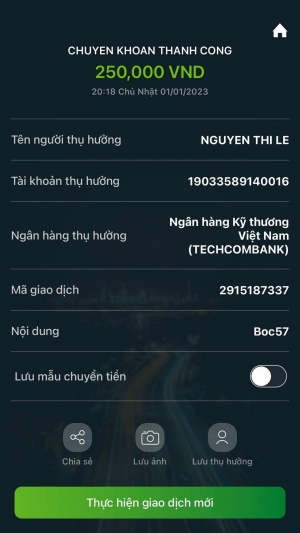 CHUYEN KHOAN THANH CONG
250,000 VND
20:18 Chủ Nhật 01/01/2023
Tên người thụ hưởng NGUYEN THI LE
Tài khoản thụ hưởng 19033589140016
Ngân hàng thụ hưởng Ngân hàng Kỹ thương
Việt Nam
(TECHCOMBANK)
Mã giao dịch 2915187337
Nội dung Boc57
Lưu mẫu chuyển tiền
Chia sẻ Lưu ảnh Lưu thụ hưởng
Thực hiện giao dịch mới